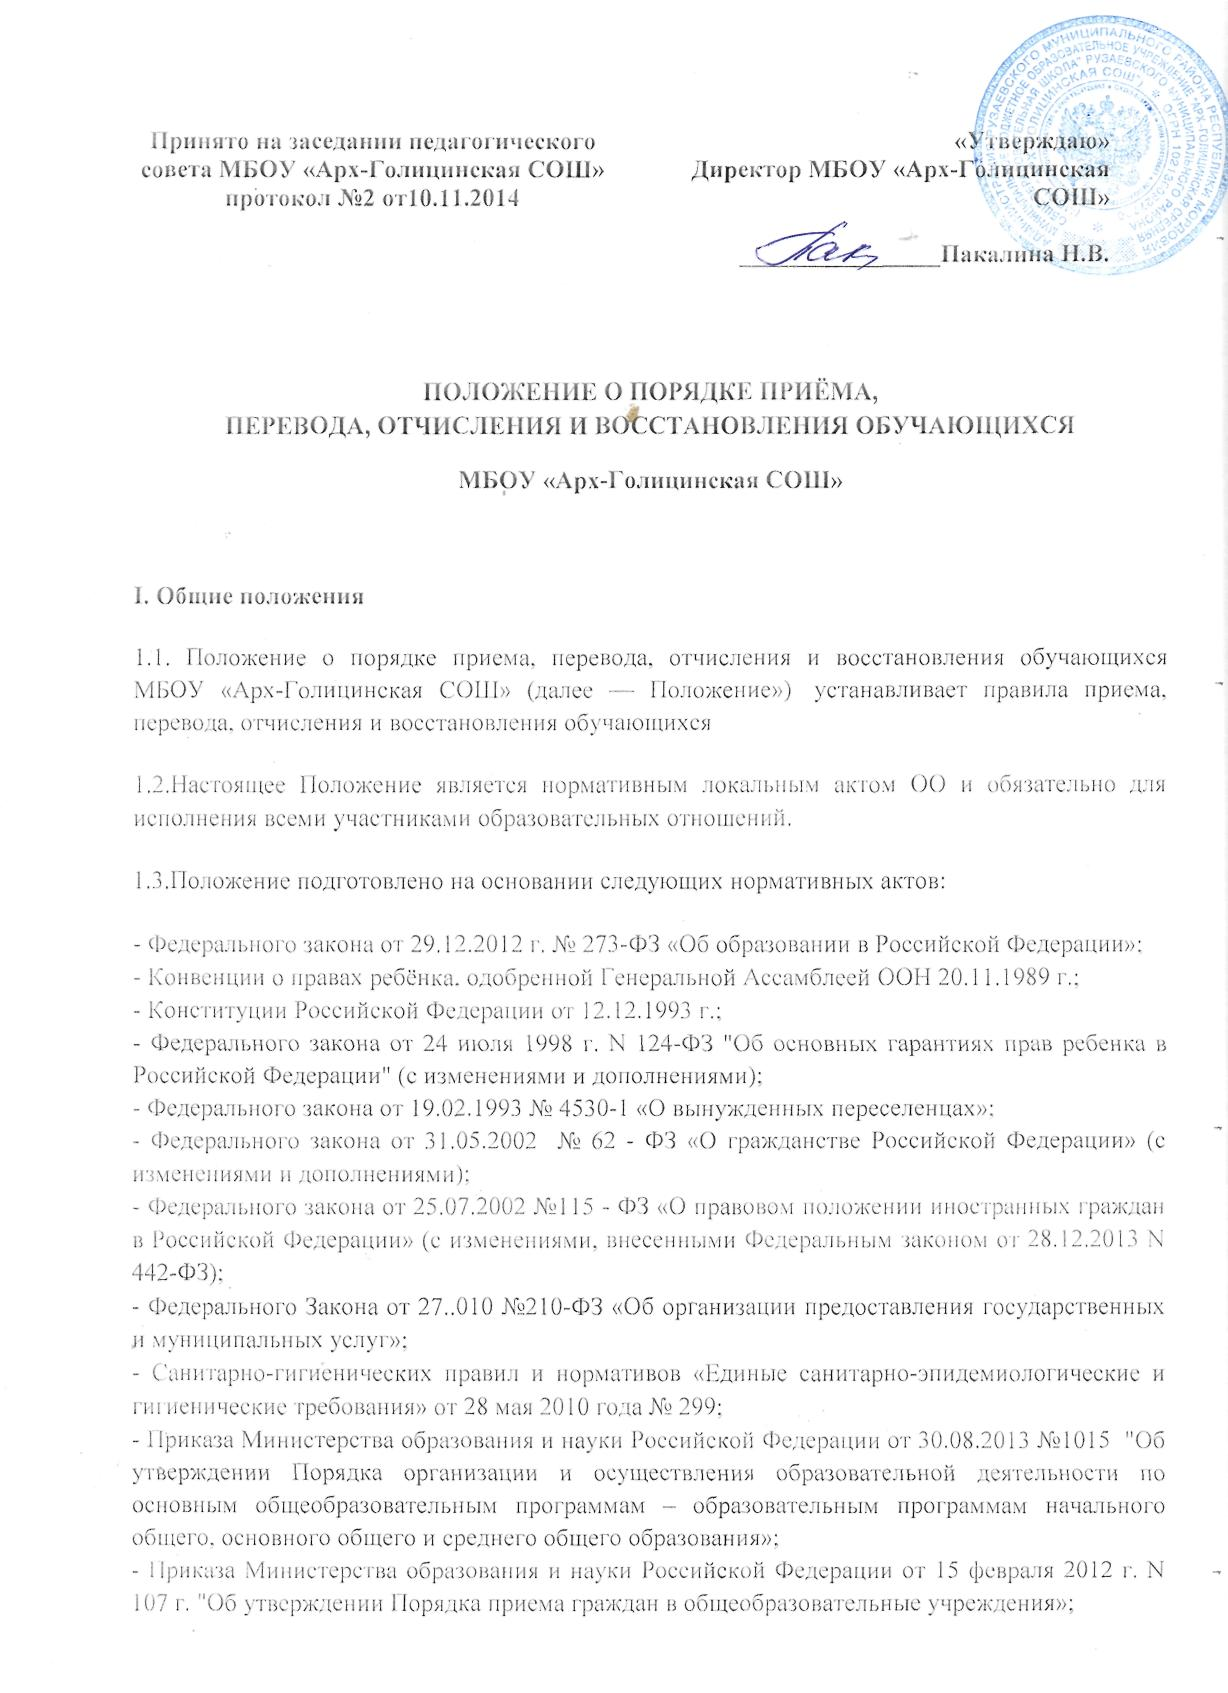 Принято на заседании педагогического
совета МБОУ «Арх-Голицинская СОШ»
протокол №2 от10.11.2014
«Утверждаю»
Директор МБОУ «Арх-Голицинская
СОШ»
Пакалина Н.В.
ПОЛОЖЕНИЕ О ПОРЯДКЕ ПРИЁМА,
ПЕРЕВОДА, ОТЧИСЛЕНИЯ И ВОССТАНОВЛЕНИЯ ОБУЧАЮЩИХСЯ
МБОУ «Арх-Голицинская СОШ»
I. Общие положения
1.1. Положение о порядке приема, перевода, отчисления и восстановления обучающихся
МБОУ «Арх-Голицинская СОШ» (далее — Положение») устанавливает правила приема,
перевода, отчисления и восстановления обучающихся
1.2.Настоящее Положение является нормативным локальным актом ОО и обязательно для
исполнения всеми участниками образовательных отношений.
1.3.Положение подготовлено на основании следующих нормативных актов:
- Федерального закона от 29.12.2012 г. № 273-ФЗ «Об образовании в Российской Федерации»;
- Конвенции о правах ребёнка, одобренной Генеральной Ассамблеей ООН 20.11.1989 г.;
- Конституции Российской Федерации от 12.12.1993 г.;
- Федерального закона от 24 июля 1998 г. N 124-ФЗ "Об основных гарантиях прав ребенка в
Российской Федерации" (с изменениями и дополнениями);
- Федерального закона от 19.02.1993 № 4530-1 «О вынужденных переселенцах»;
- Федерального закона от 31.05.2002 № 62 - ФЗ «О гражданстве Российской Федерации» (с
изменениями и дополнениями);
- Федерального закона от 25.07.2002 №115 - ФЗ «О правовом положении иностранных граждан
в Российской Федерации» (с изменениями, внесенными Федеральным законом от 28.12.2013 N
442-ФЗ);
- Федерального Закона от 27..010 №210-ФЗ «Об организации предоставления государственных
и муниципальных услуг»;
- Санитарно-гигиенических правил и нормативов «Единые санитарно-эпидемиологические и
гигиенические требования» от 28 мая 2010 года № 299;
- Приказа Министерства образования и науки Российской Федерации от 30.08.2013 №1015 "Об
утверждении Порядка организации и осуществления образовательной деятельности по
основным общеобразовательным программам – образовательным программам начального
общего, основного общего и среднего общего образования»;
- Приказа Министерства образования и науки Российской Федерации от 15 февраля 2012 г. N
107 г. "Об утверждении Порядка приема граждан в общеобразовательные учреждения»;